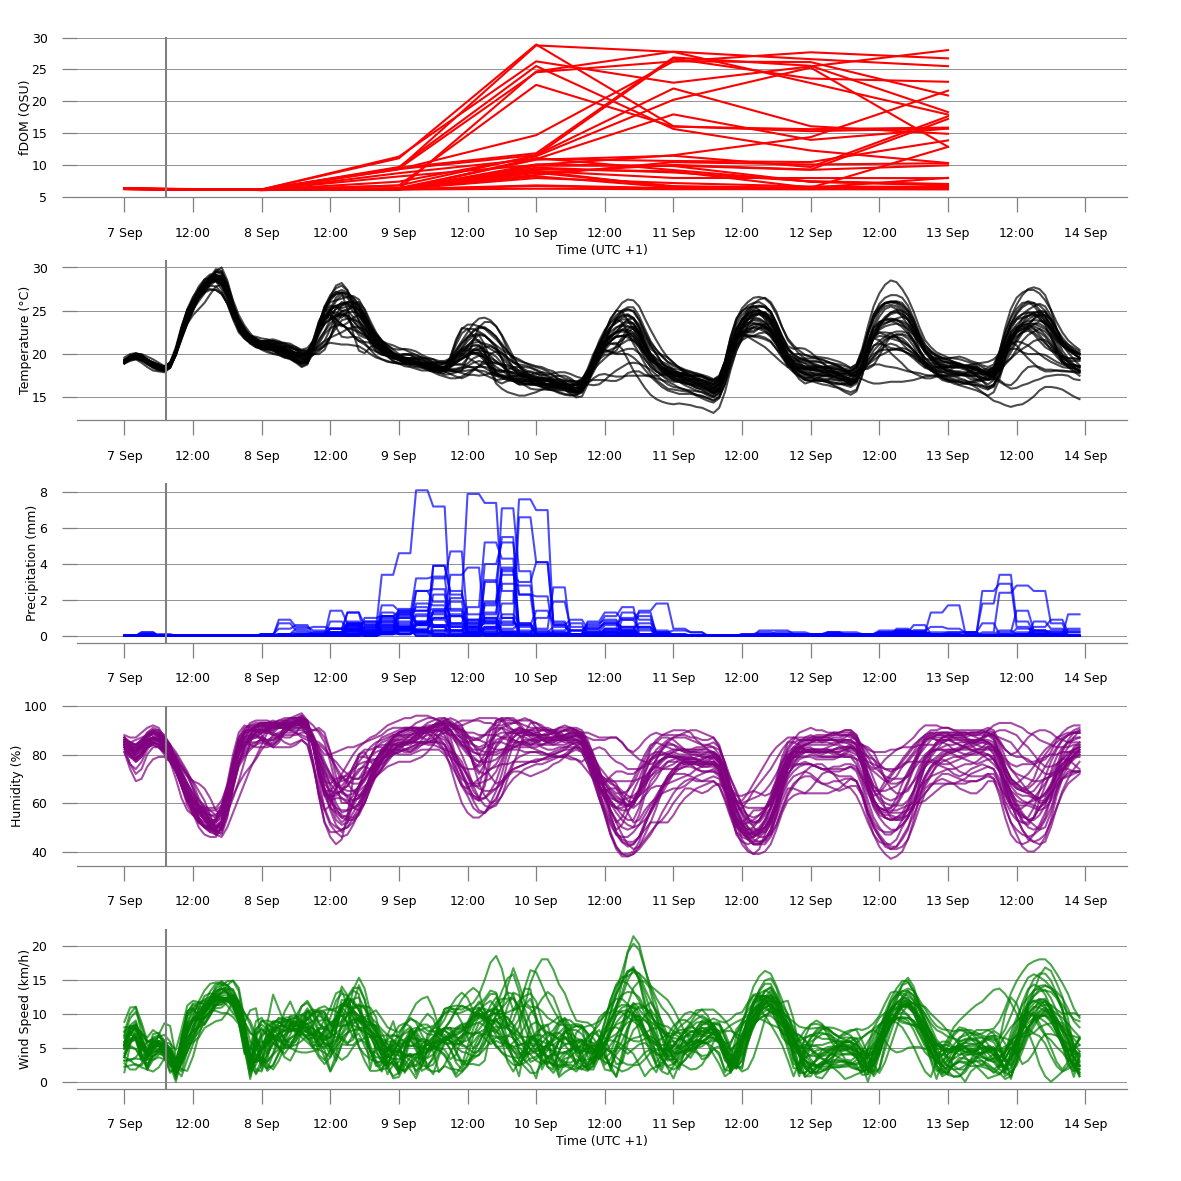 fDOM (QSU)
30
25
20
15
10
5
7 Sep 12:00 8 Sep 12:00 9 Sep 12:00 10 Sep 12:00 11 Sep 12:00 12 Sep 12:00 13 Sep 12:00 14 Sep
Time (UTC +1)
Temperature (°C)
30
25
20
15
7 Sep 12:00 8 Sep 12:00 9 Sep 12:00 10 Sep 12:00 11 Sep 12:00 12 Sep 12:00 13 Sep 12:00 14 Sep
Precipitation (mm)
8
6
4
2
0
7 Sep 12:00 8 Sep 12:00 9 Sep 12:00 10 Sep 12:00 11 Sep 12:00 12 Sep 12:00 13 Sep 12:00 14 Sep
Humidity (%)
100
80
60
40
7 Sep 12:00 8 Sep 12:00 9 Sep 12:00 10 Sep 12:00 11 Sep 12:00 12 Sep 12:00 13 Sep 12:00 14 Sep
Wind Speed (km/h)
20
15
10
5
0
7 Sep 12:00 8 Sep 12:00 9 Sep 12:00 10 Sep 12:00 11 Sep 12:00 12 Sep 12:00 13 Sep 12:00 14 Sep
Time (UTC +1)